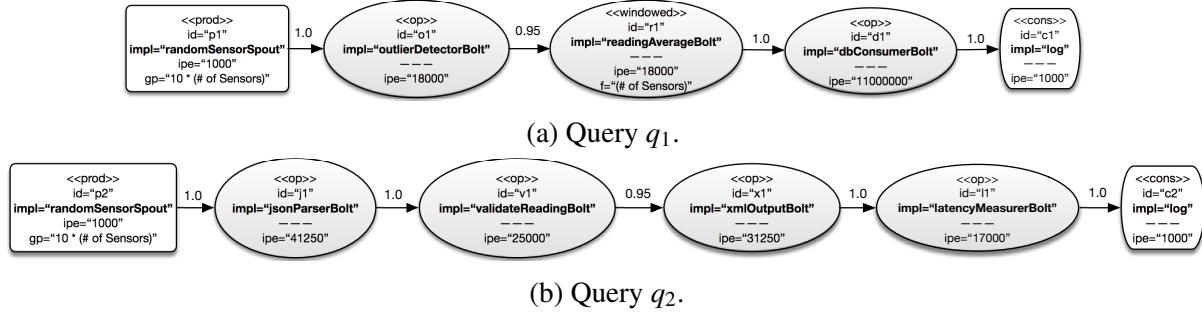 <<prod>>
id="p1"
impl="randomSensorSpout"
ipe="1000"
gp="10 * (# of Sensors)"
1.0
<<op>>
id="o1"
impl="outlierDetectorBolt"
– – –
ipe="18000"
0.95
<<windowed>>
id="r1"
impl="readingAverageBolt"
– – –
ipe="18000"
f="(# of Sensors)"
1.0
<<op>>
id="d1"
impl="dbConsumerBolt"
– – –
ipe="11000000"
1.0
<<cons>>
id="c1"
impl="log"
– – –
ipe="1000"
(a) Query q1.
<<prod>>
id="p2"
impl="randomSensorSpout"
ipe="1000"
gp="10 * (# of Sensors)"
1.0
<<op>>
id="j1"
impl="jsonParserBolt"
– – –
ipe="41250"
1.0
<<op>>
id="v1"
impl="validateReadingBolt"
– – –
ipe="25000"
0.95
<<op>>
id="x1"
impl="xmlOutputBolt"
– – –
ipe="31250"
1.0
<<op>>
id="l1"
impl="latencyMeasurerBolt"
– – –
ipe="17000"
1.0
<<cons>>
id="c2"
impl="log"
– – –
ipe="1000"
(b) Query q2.